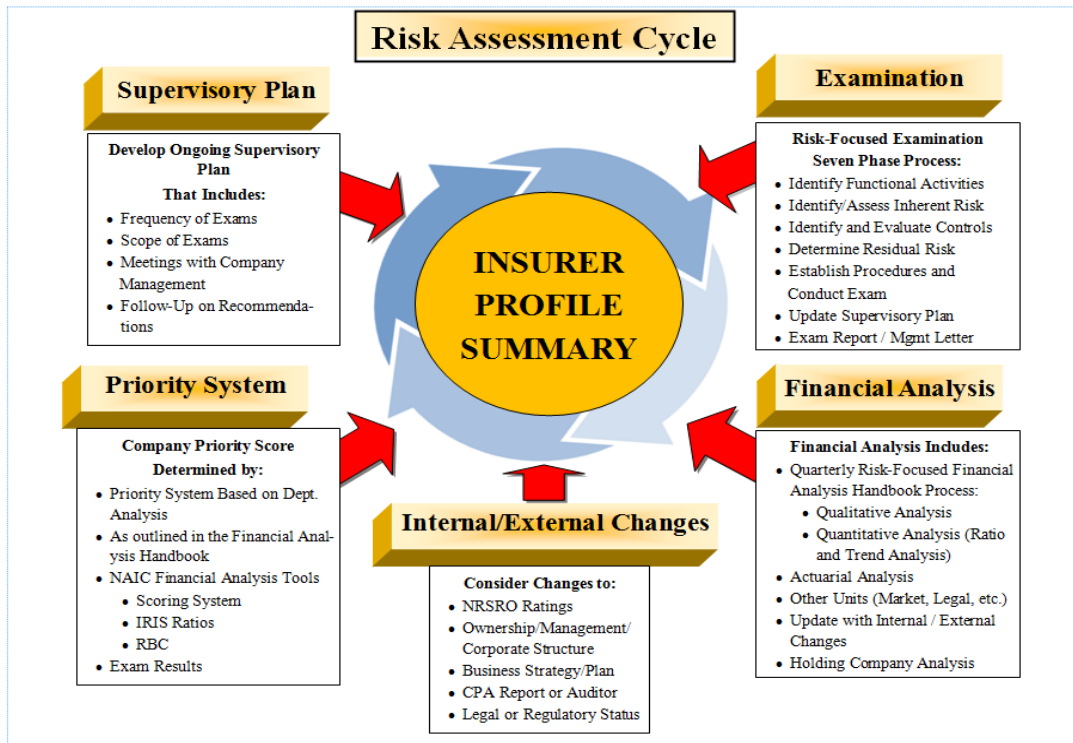 Risk Assessment Cycle
Supervisory Plan
Develop Ongoing Supervisory
Plan
That Includes:
• Frequency of Exams
• Scope of Exams
• Meetings with Company
Management
• Follow-Up on Recommenda-
tions
Examination
Risk-Focused Examination
Seven Phase Process:
• Identify Functional Activities
• Identify/Assess Inherent Risk
• Identify and Evaluate Controls
• Determine Residual Risk
• Establish Procedures and
Conduct Exam
• Update Supervisory Plan
• Exam Report / Mgmt Letter
INSURER
PROFILE
SUMMARY
Priority System
Company Priority Score
Determined by:
• Priority System Based on Dept.
Analysis
• As outlined in the Financial Anal-
ysis Handbook
• NAIC Financial Analysis Tools
• Scoring System
• IRIS Ratios
• RBC
• Exam Results
Internal/External Changes
Consider Changes to:
• NRSRO Ratings
• Ownership/Management/
Corporate Structure
• Business Strategy/Plan
• CPA Report or Auditor
• Legal or Regulatory Status
Financial Analysis
Financial Analysis Includes:
• Quarterly Risk-Focused Financial
Analysis Handbook Process:
• Qualitative Analysis
• Quantitative Analysis (Ratio
and Trend Analysis)
• Actuarial Analysis
• Other Units (Market, Legal, etc.)
• Update with Internal / External
Changes
• Holding Company Analysis